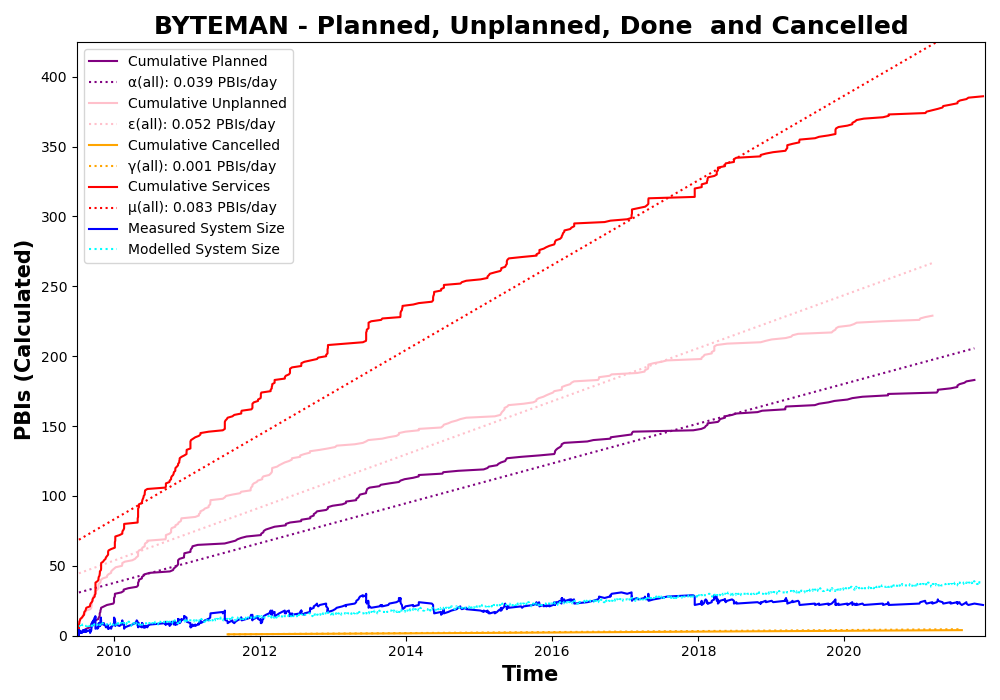 BYTEMAN - Planned, Unplanned, Done  and Cancelled
Cumulative Planned
α(all): 0.039 PBIs/day
Cumulative Unplanned
ε(all): 0.052 PBIs/day
Cumulative Cancelled
γ(all): 0.001 PBIs/day
Cumulative Services
μ(all): 0.083 PBIs/day
Measured System Size
Modelled System Size
PBIs (Calculated)
400
350
300
250
200
150
100
50
0
2010 2012 2014 2016 2018 2020
Time